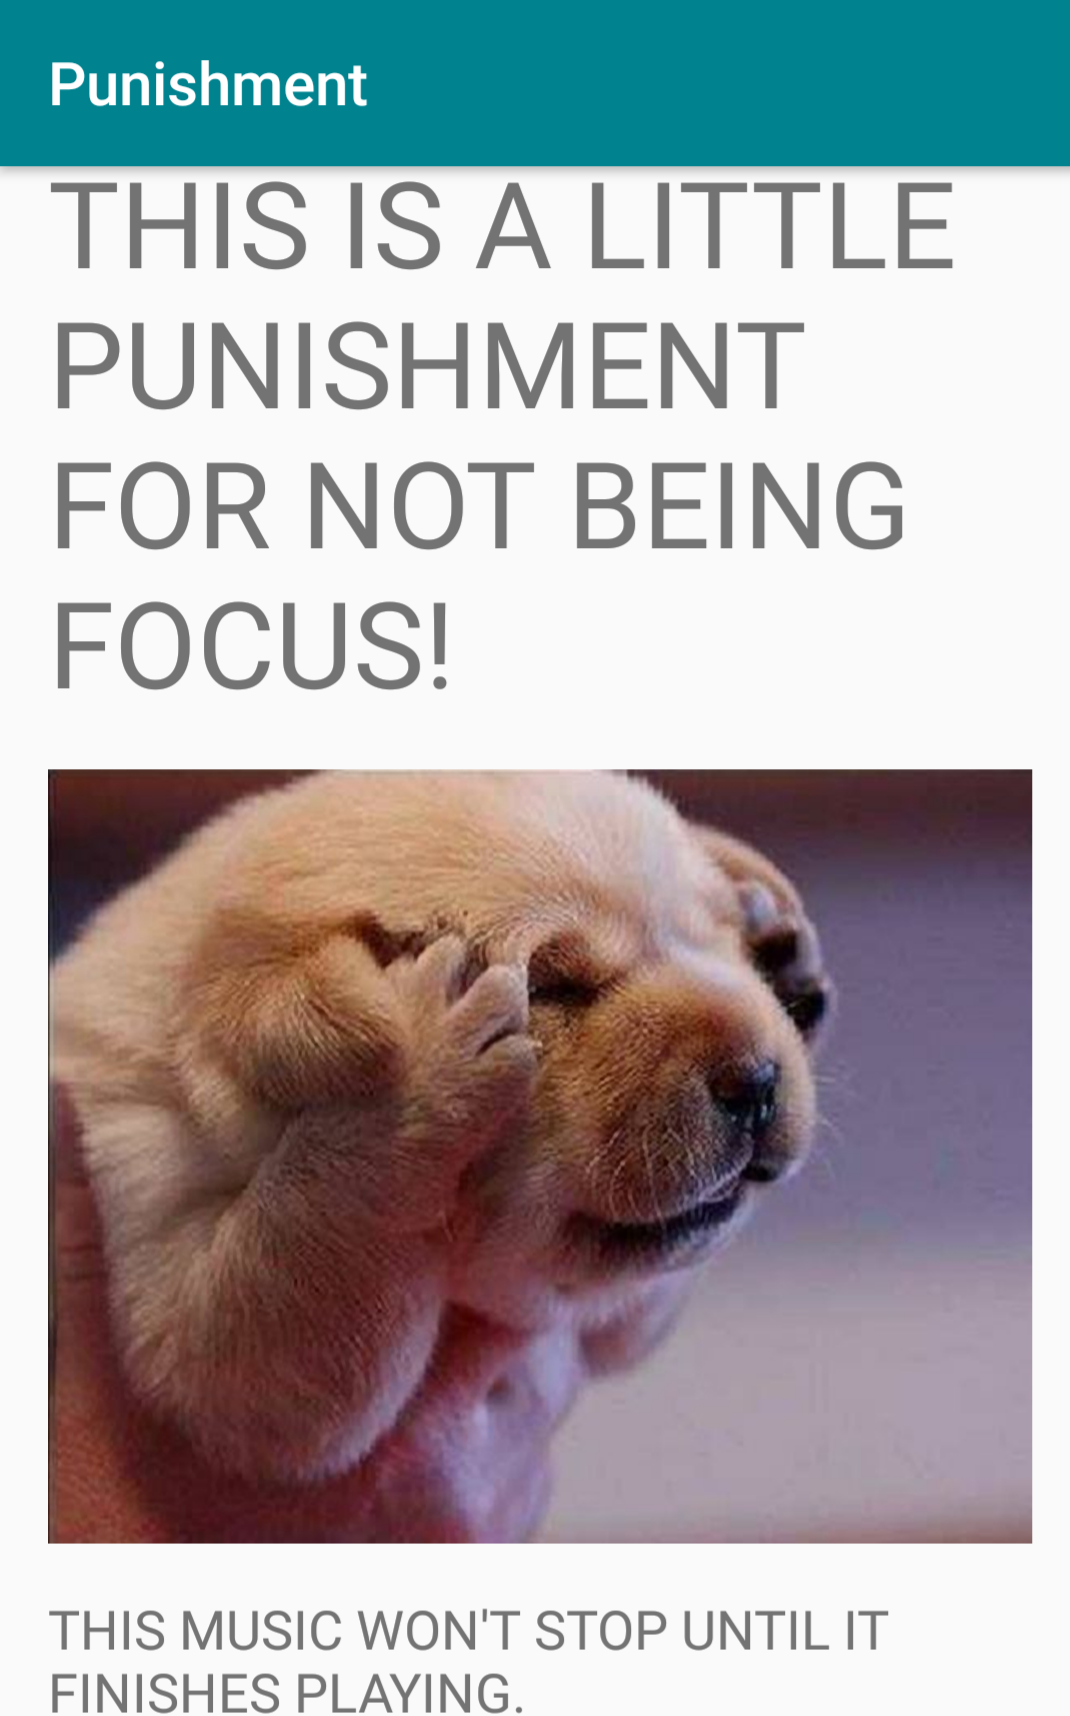 Punishment
THIS IS A LITTLE
PUNISHMENT
FOR NOT BEING
FOCUS!
THIS MUSIC WON'T STOP UNTIL IT
FINISHES PLAYING.